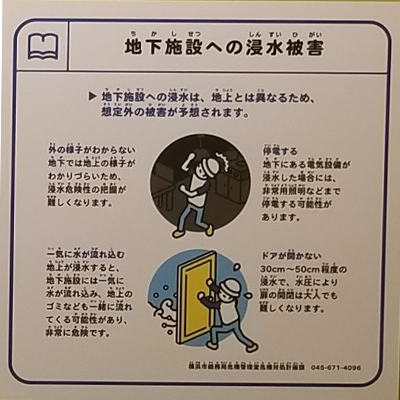 地下施設への浸水被害
▶ 地下施設への浸水は、地上とは異なるため、
想定外の被害が予想されます。
外の様子がわからない
地下では地上の様子が
わかりづらいため、
浸水危険性の把握が
難しくなります。
停電する
地下にある電気設備が
浸水した場合には、
非常用照明などまで
停電する可能性が
あります。
一気に水が流れ込む
地上が浸水すると、
地下施設には一気に
水が流れ込み、地上の
ゴミなども一緒に流れ
てくる可能性があり、
非常に危険です。
ドアが開かない
30cm〜50cm程度の
浸水で、水圧により
扉の開閉は大人でも
難しくなります。
横浜市総務局危機管理室危機対処計画課 045-671-4096